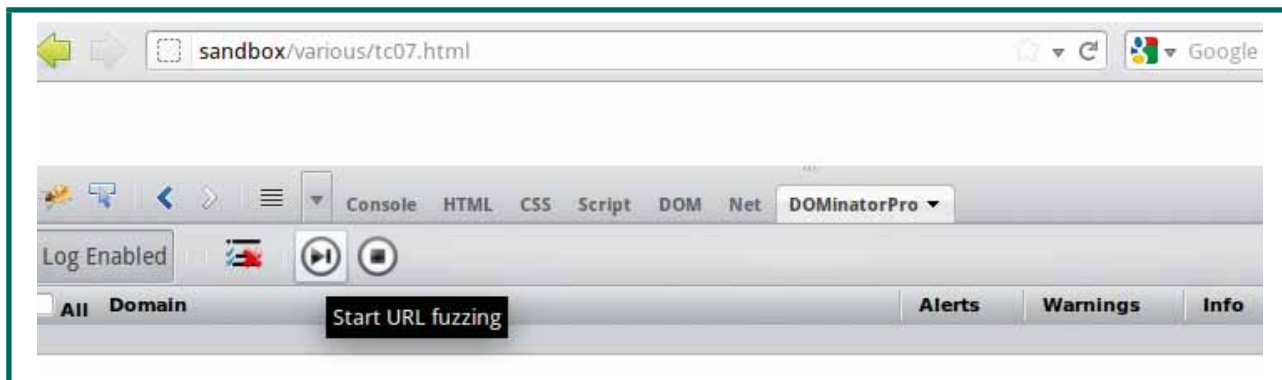 sandbox/various/tc07.html Google
Console HTML CSS Script DOM Net DOMinatorPro
Log Enabled
All Domain Alerts Warnings Info
Start URL fuzzing